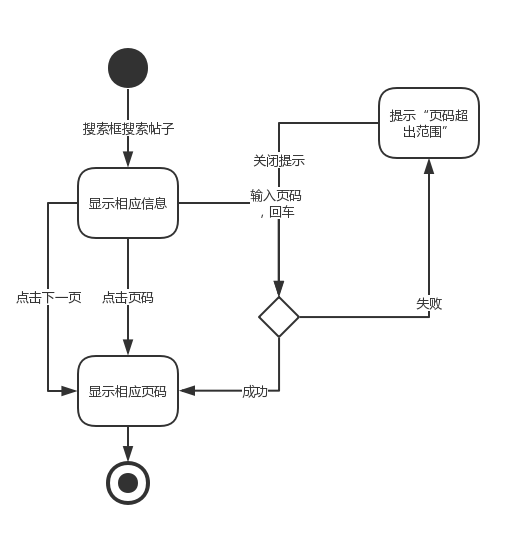 提示“页码超
出范围”
搜索框搜索帖子
关闭提示
显示相应信息
输入页码
，回车
点击下一页
点击页码
失败
显示相应页码
成功